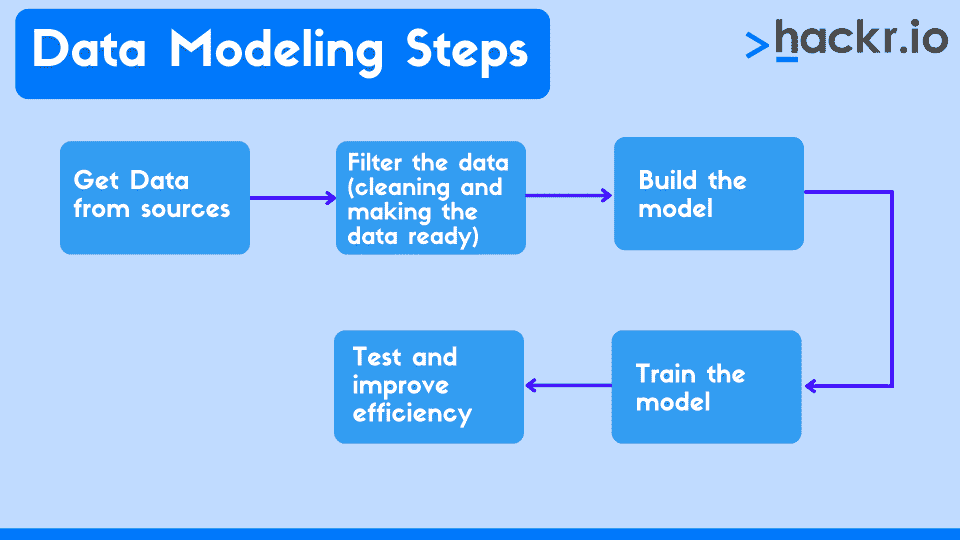 Data Modeling Steps
>hackr.io
Get Data
from sources
Filter the data
(cleaning and
making the
data ready)
Build the
model
Train the
model
Test and
improve
efficiency